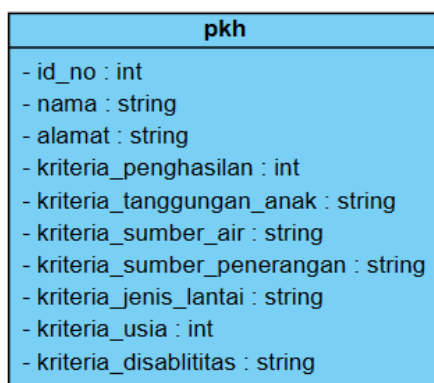 pkh
- id_no : int
- nama : string
- alamat : string
- kriteria_penghasilan : int
- kriteria_tanggungan_anak : string
- kriteria_sumber_air : string
- kriteria_sumber_penerangan : string
- kriteria_jenis_lantai : string
- kriteria_usia : int
- kriteria_disablititas : string